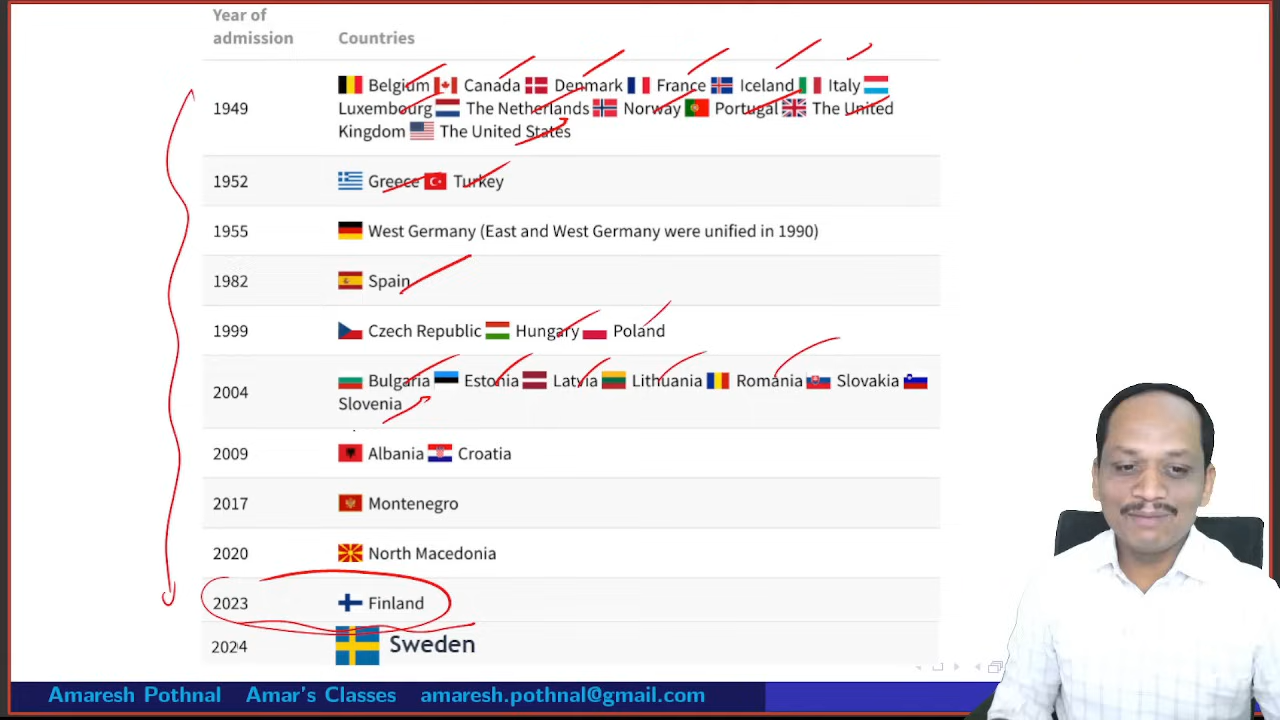 Year of
admission
Countries
1949
Belgium Canada Denmark France Iceland Italy
Luxembourg The Netherlands Norway Portugal The United
Kingdom The United States
1952
Greece Turkey
1955
West Germany (East and West Germany were unified in 1990)
1982
Spain
1999
Czech Republic Hungary Poland
2004
Bulgaria Estonia Latvia Lithuania Romania Slovakia
Slovenia
2009
Albania Croatia
2017
Montenegro
2020
North Macedonia
2023
Finland
2024
Sweden
Amaresh Pothnal Amar's Classes amaresh.pothnal@gmail.com